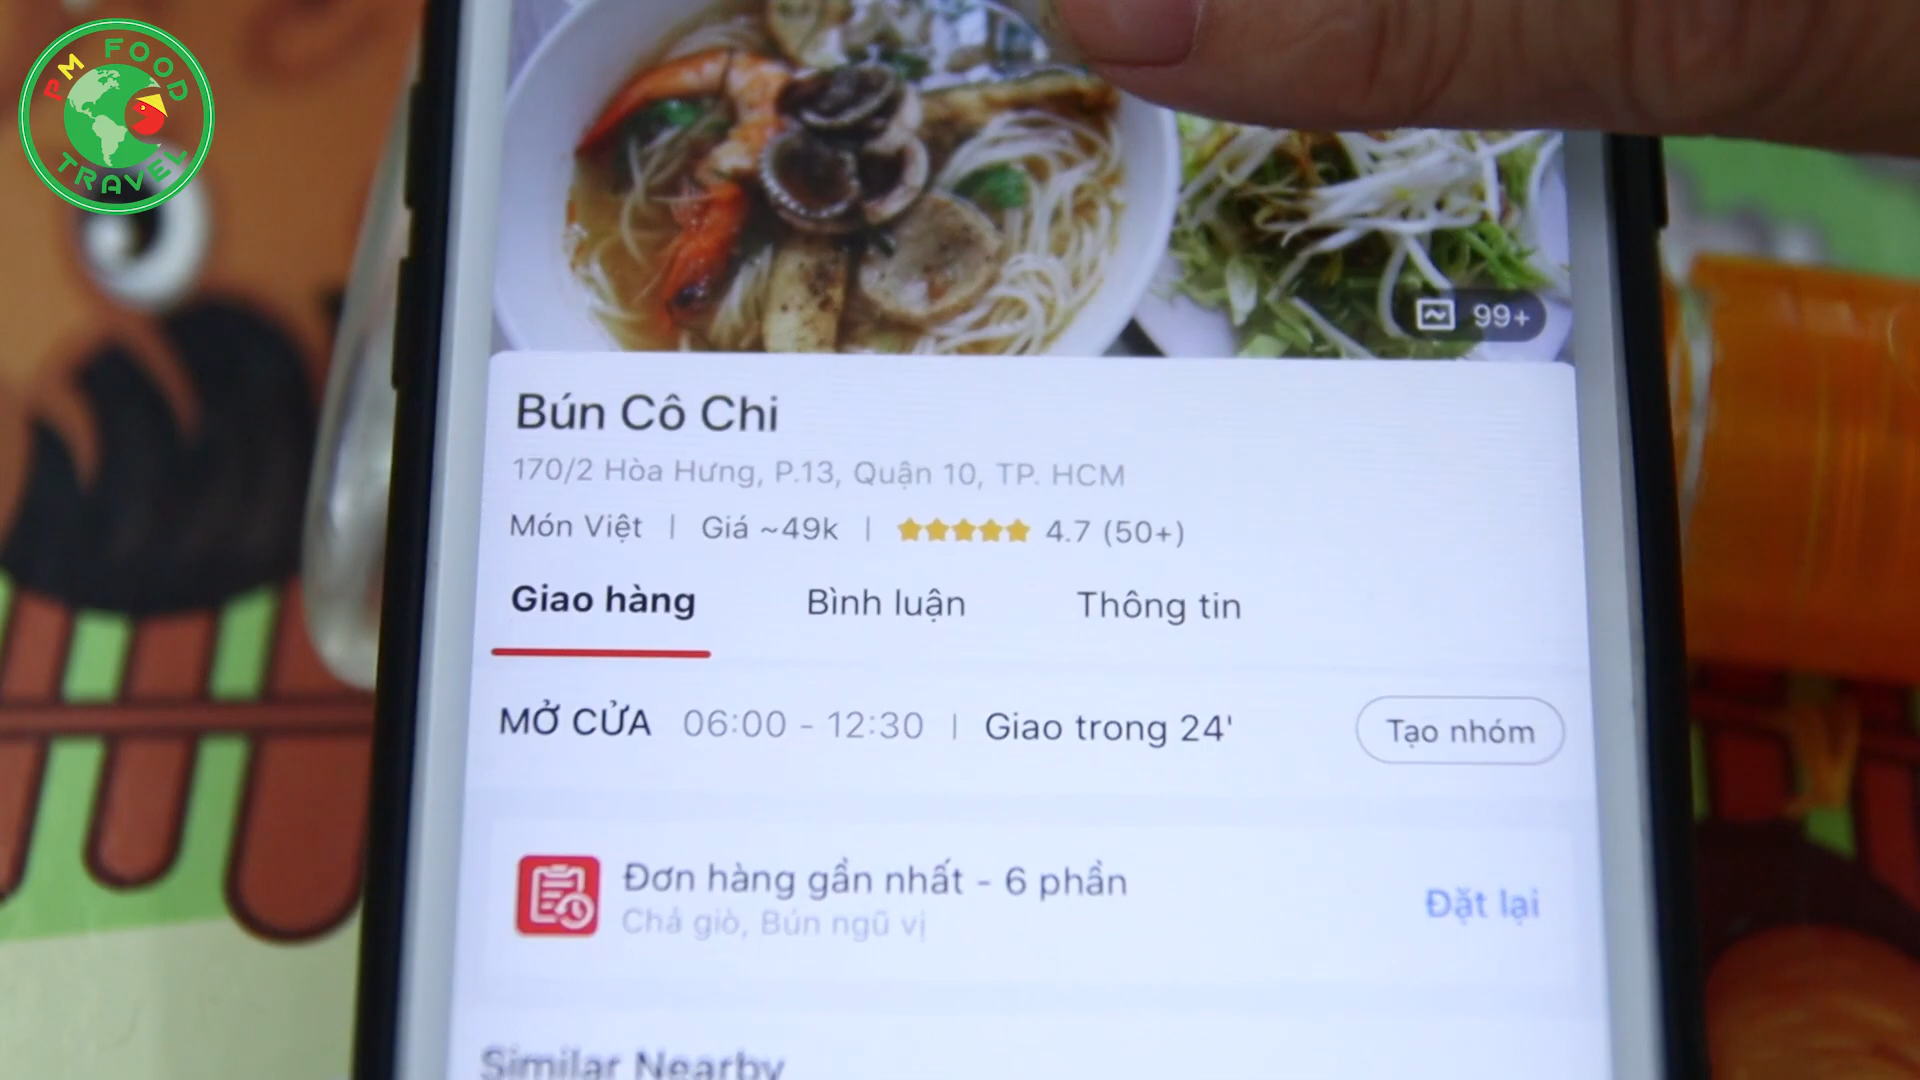 PM FOOD
TRAVEL
99+
Bún Cô Chi
170/2 Hòa Hưng, P.13, Quận 10, TP. HCM
Món Việt | Giá ~49k | 4.7 (50+)
Giao hàng Bình luận Thông tin
MỞ CỬA 06:00 - 12:30 | Giao trong 24' Tạo nhóm
Đơn hàng gần nhất - 6 phần
Chả giò, Bún ngũ vị
Đặt lại
Similar Nearby